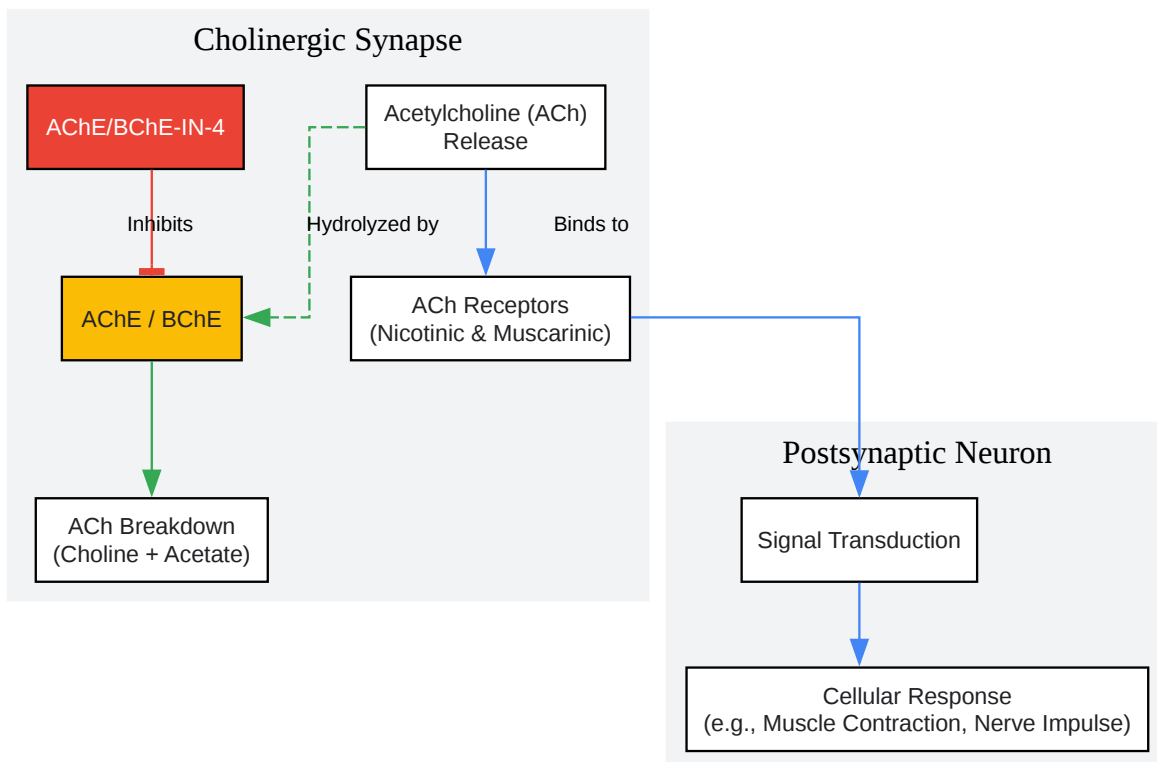 Cholinergic Synapse
AChE/BChE-IN-4
Acetylcholine (ACh)
Release
Inhibits
Hydrolyzed by
Binds to
AChE / BChE
ACh Receptors
(Nicotinic & Muscarinic)
ACh Breakdown
(Choline + Acetate)
Postsynaptic Neuron
Signal Transduction
Cellular Response
(e.g., Muscle Contraction, Nerve Impulse)